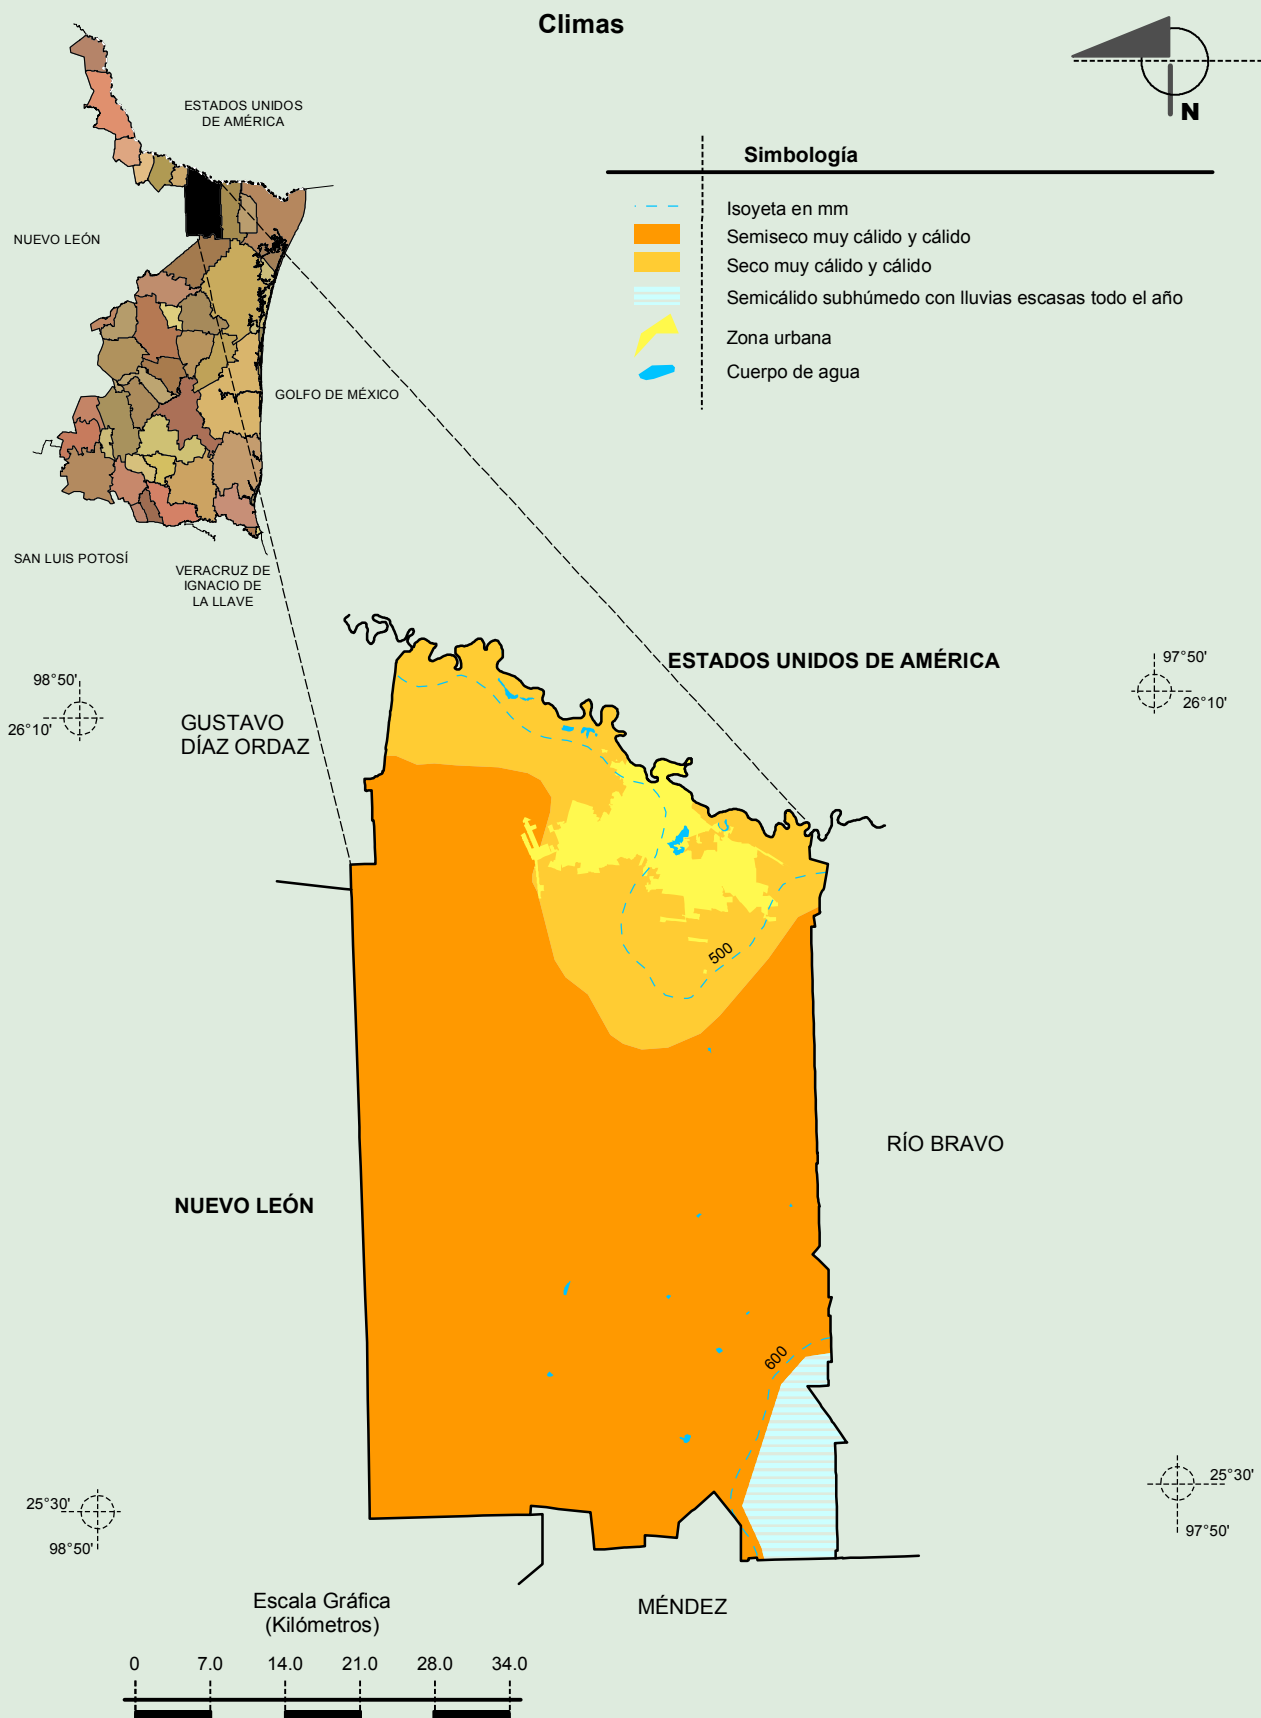 Climas
N
ESTADOS UNIDOS
DE AMÉRICA
NUEVO LEÓN
GOLFO DE MÉXICO
SAN LUIS POTOSÍ
VERACRUZ DE
IGNACIO DE
LA LLAVE
Simbología
Isoyeta en mm
Semiseco muy cálido y cálido
Seco muy cálido y cálido
Semicálido subhúmedo con lluvias escasas todo el año
Zona urbana
Cuerpo de agua
ESTADOS UNIDOS DE AMÉRICA
98°50'
26°10'
97°50'
26°10'
GUSTAVO
DÍAZ ORDAZ
500
RÍO BRAVO
NUEVO LEÓN
600
25°30'
98°50'
25°30'
97°50'
MÉNDEZ
Escala Gráfica
(Kilómetros)
0 7.0 14.0 21.0 28.0 34.0